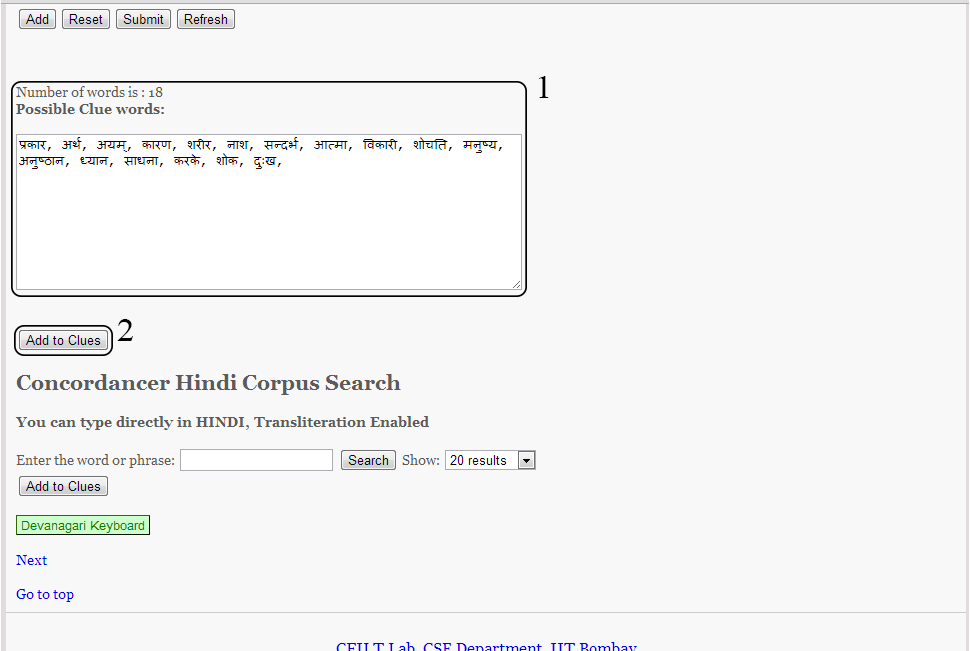 Add Reset Submit Refresh
Number of words is : 18
1
Possible Clue words:
प्रकार, अर्थ, अयम्, कारण, शरीर, नाश, सन्दर्भ, आत्मा, विकारी, शोचति, मनुष्य,
अनुष्ठान, ध्यान, साधना, करके, शोक, दुःख,
Add to Clues
2
Concordancer Hindi Corpus Search
You can type directly in HINDI, Transliteration Enabled
Enter the word or phrase: Search Show: 20 results
Add to Clues
Devanagari Keyboard
Next
Go to top
CFILT Lab, CSE Department, IIT Bombay